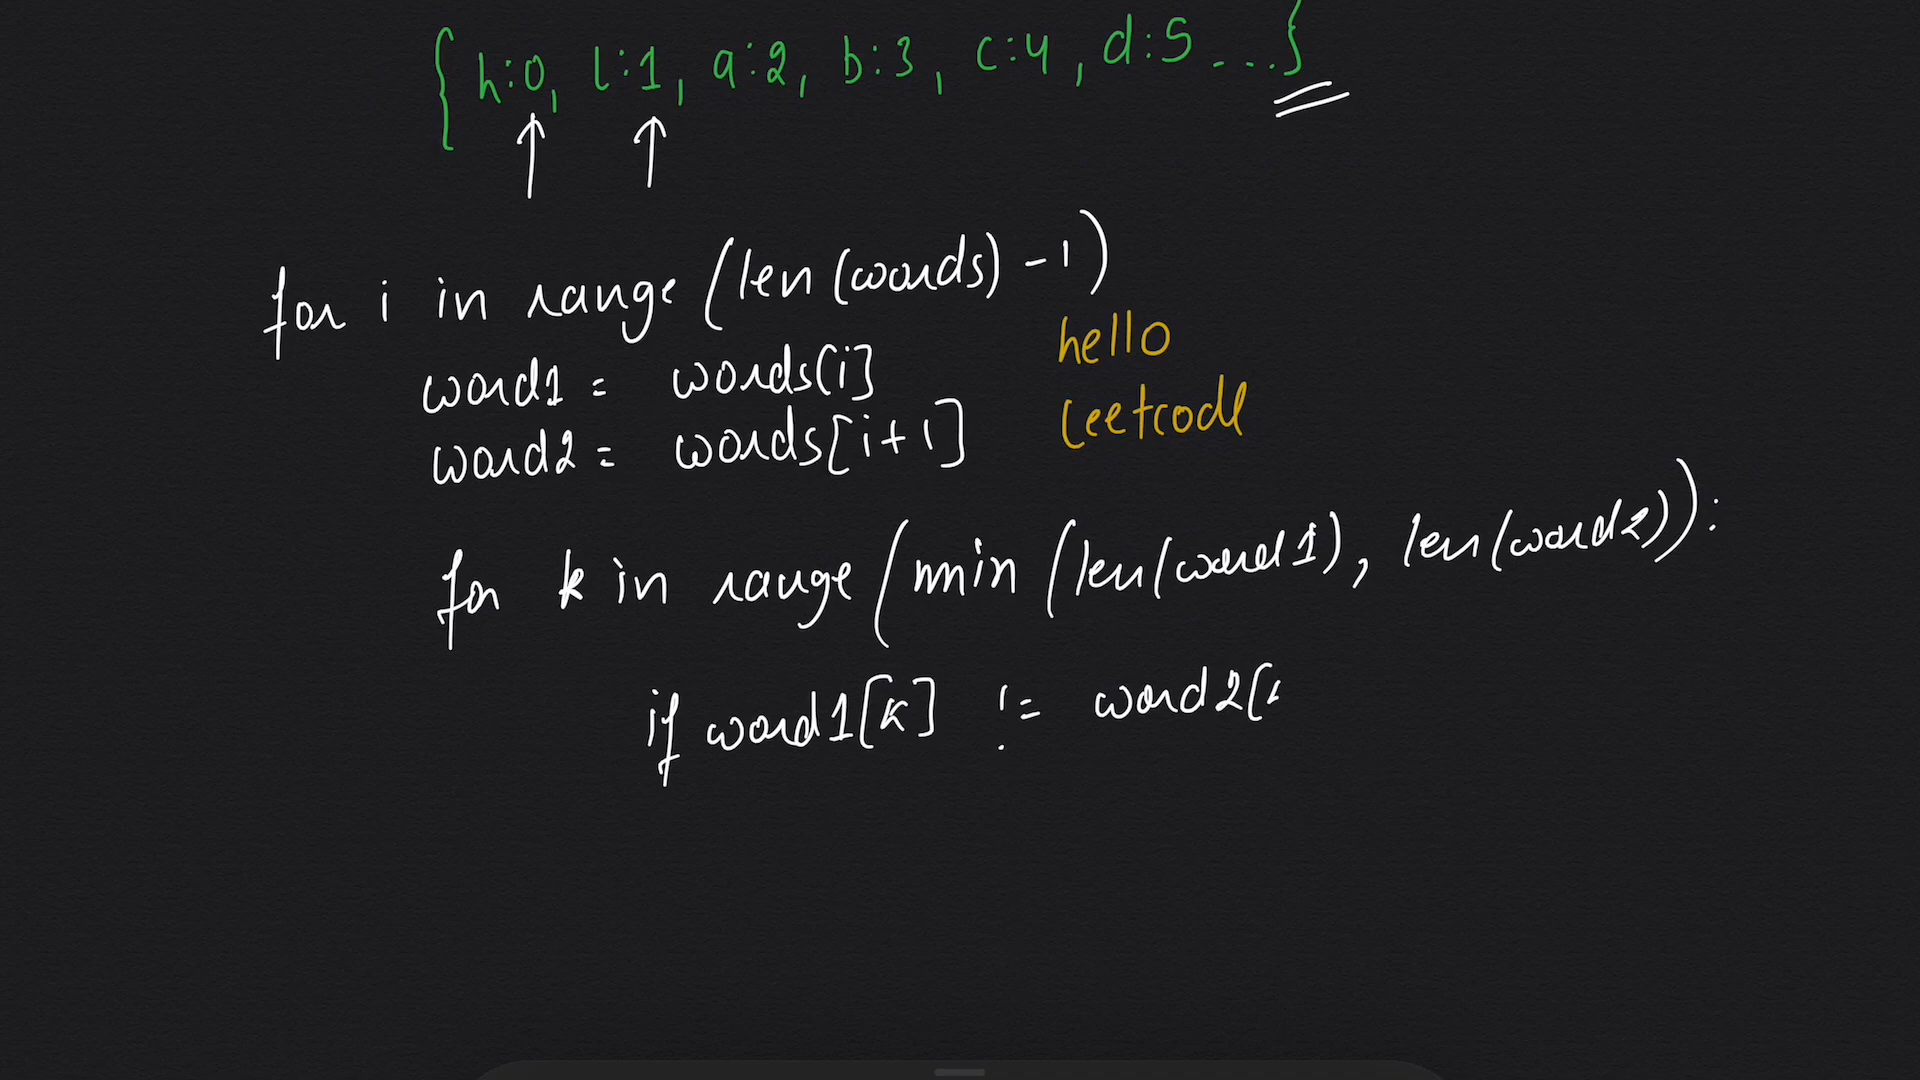 {h:0, l:1, a:2, b:3, c:4, d:5 ...}
for i in range (len (words) - 1)
word1 = words[i]
hello
word2 = words[i+1]
leetcode
for k in range (min (len(word1), len(word2)):
if word1[k] != word2[